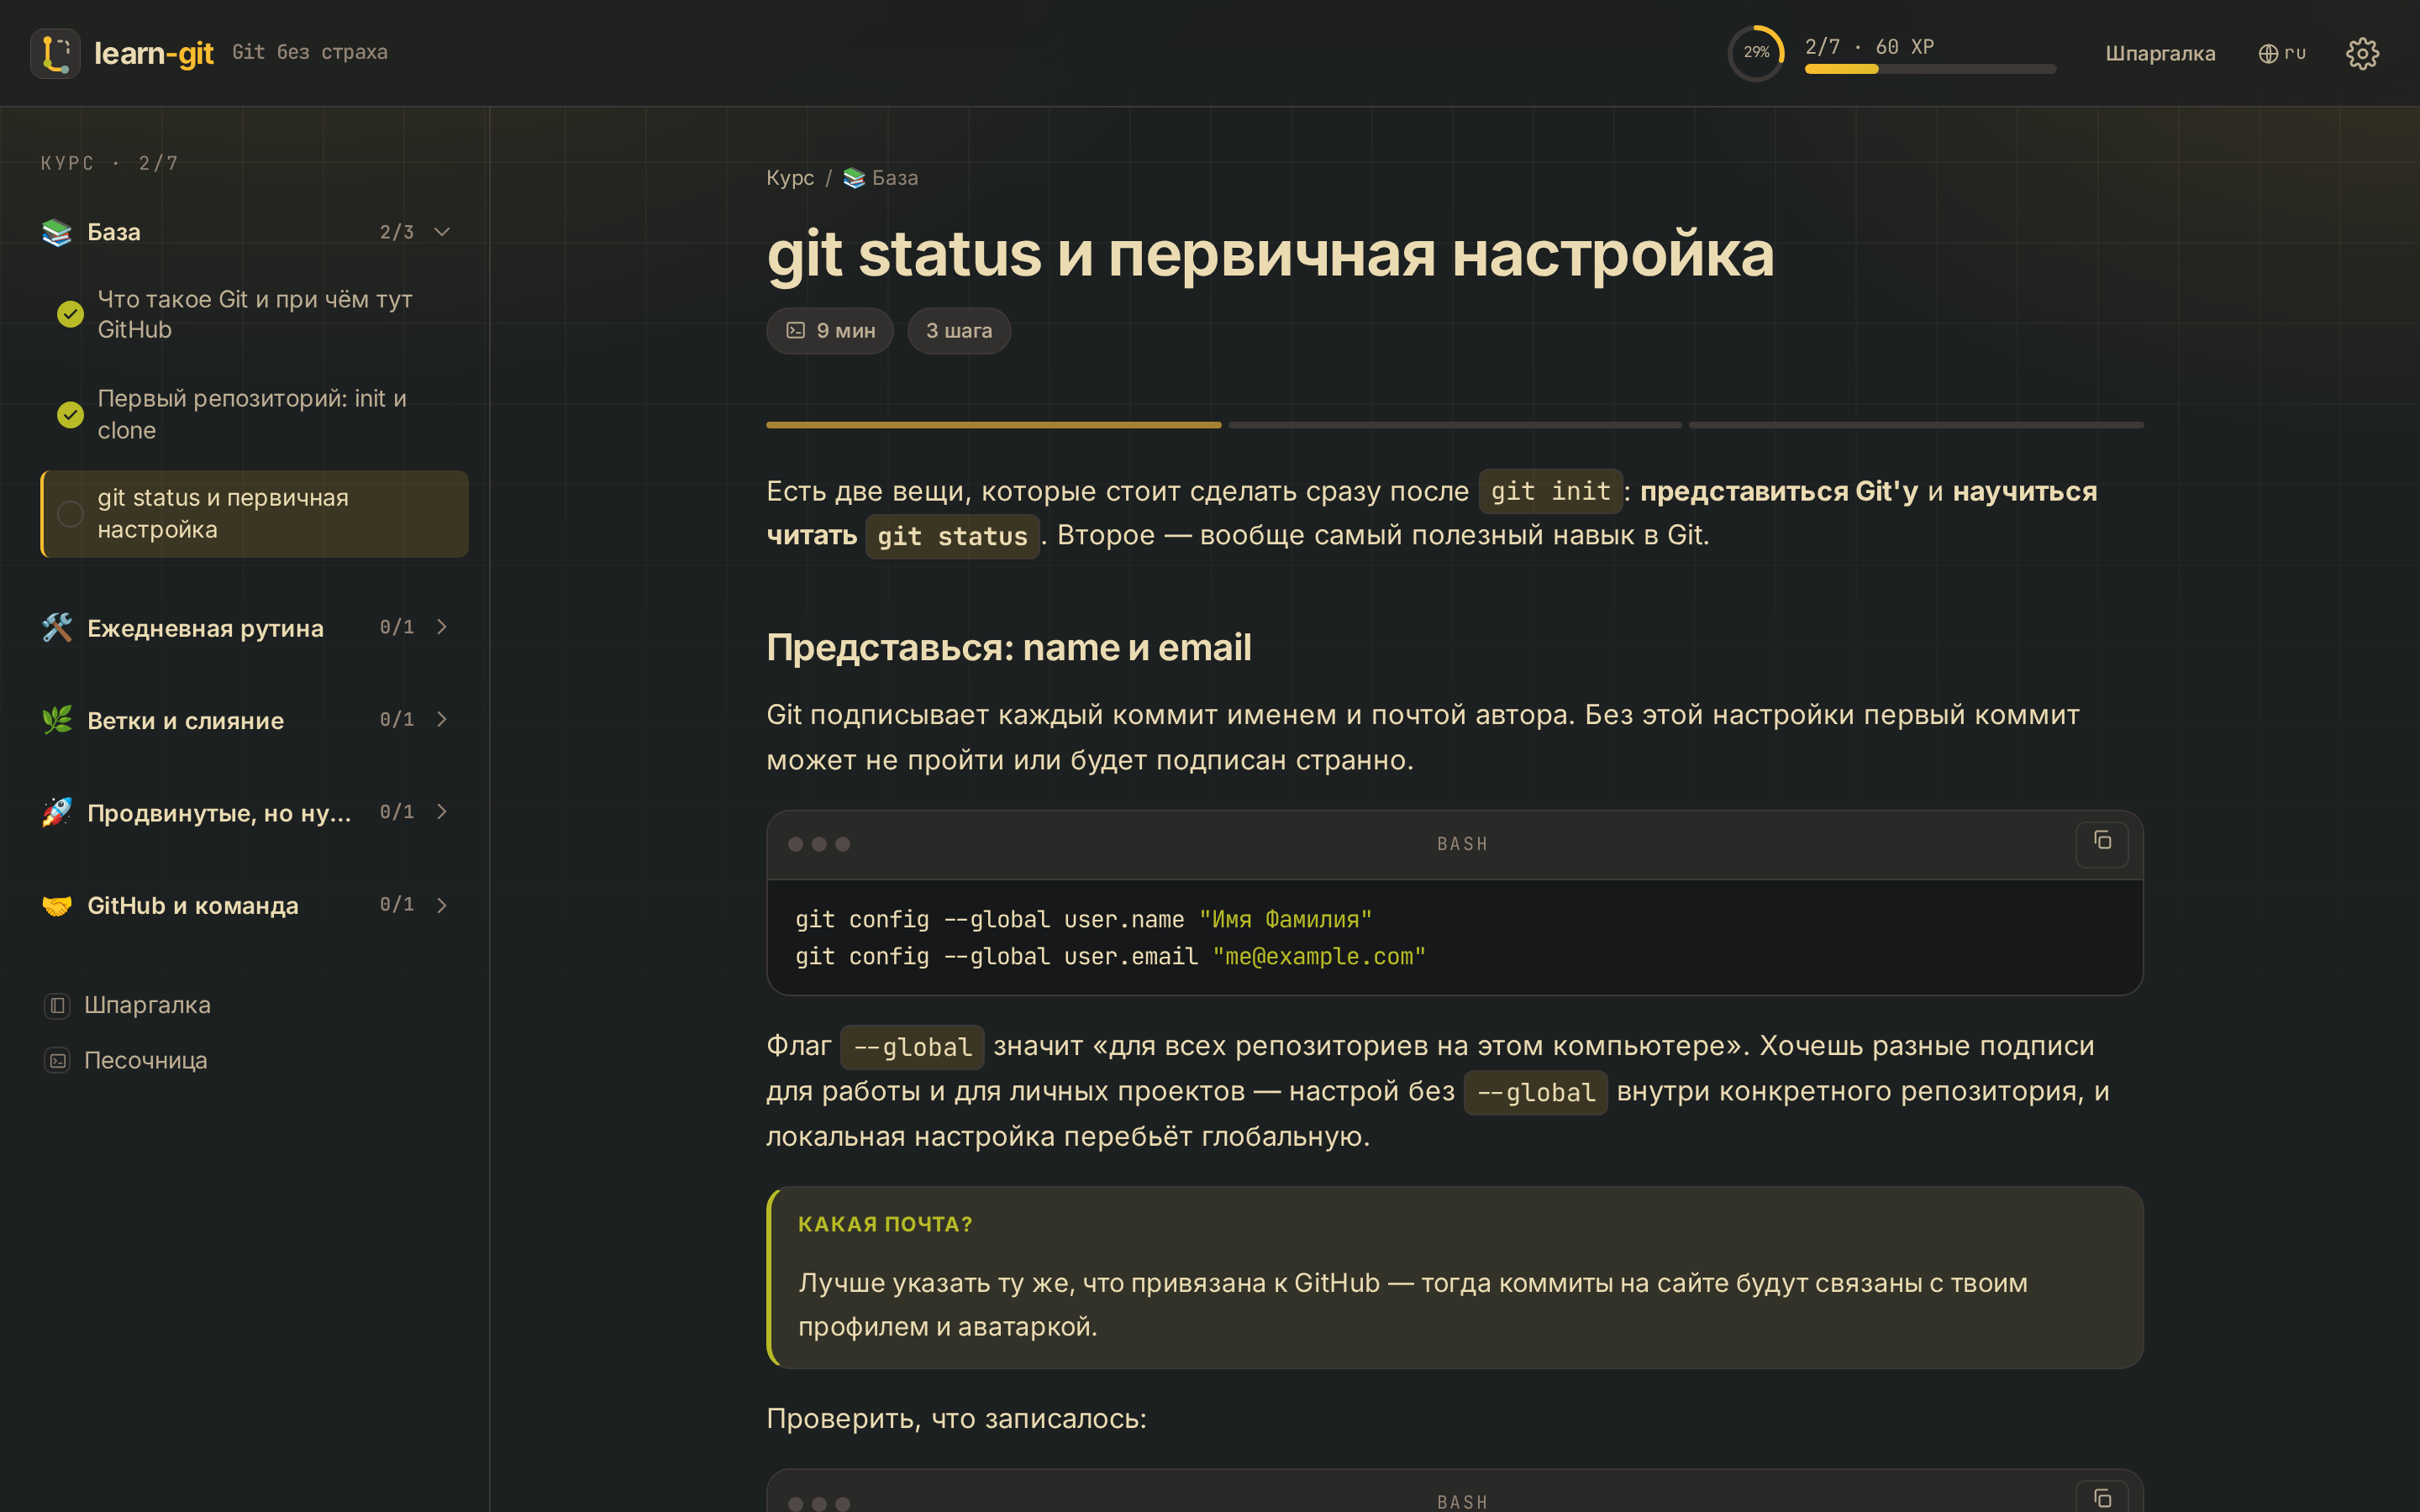 learn-git
Git без страха
29%
2/7 · 60 XP
Шпаргалка
ru
КУРС · 2/7
📚 База 2/3
Что такое Git и при чём тут
GitHub
Первый репозиторий: init и
clone
git status и первичная
настройка
🛠️ Ежедневная рутина 0/1
🌿 Ветки и слияние 0/1
🚀 Продвинутые, но ну... 0/1
🤝 GitHub и команда 0/1
Шпаргалка
Песочница
Курс / 📚 База
git status и первичная настройка
9 мин
3 шага
Есть две вещи, которые стоит сделать сразу после git init: представиться Git'у и научиться
читать git status. Второе — вообще самый полезный навык в Git.
Представься: name и email
Git подписывает каждый коммит именем и почтой автора. Без этой настройки первый коммит
может не пройти или будет подписан странно.
BASH
git config --global user.name "Имя Фамилия"
git config --global user.email "me@example.com"
Флаг --global значит «для всех репозиториев на этом компьютере». Хочешь разные подписи
для работы и для личных проектов — настрой без --global внутри конкретного репозитория, и
локальная настройка перебьёт глобальную.
КАКАЯ ПОЧТА?
Лучше указать ту же, что привязана к GitHub — тогда коммиты на сайте будут связаны с твоим
профилем и аватаркой.
Проверить, что записалось:
BASH